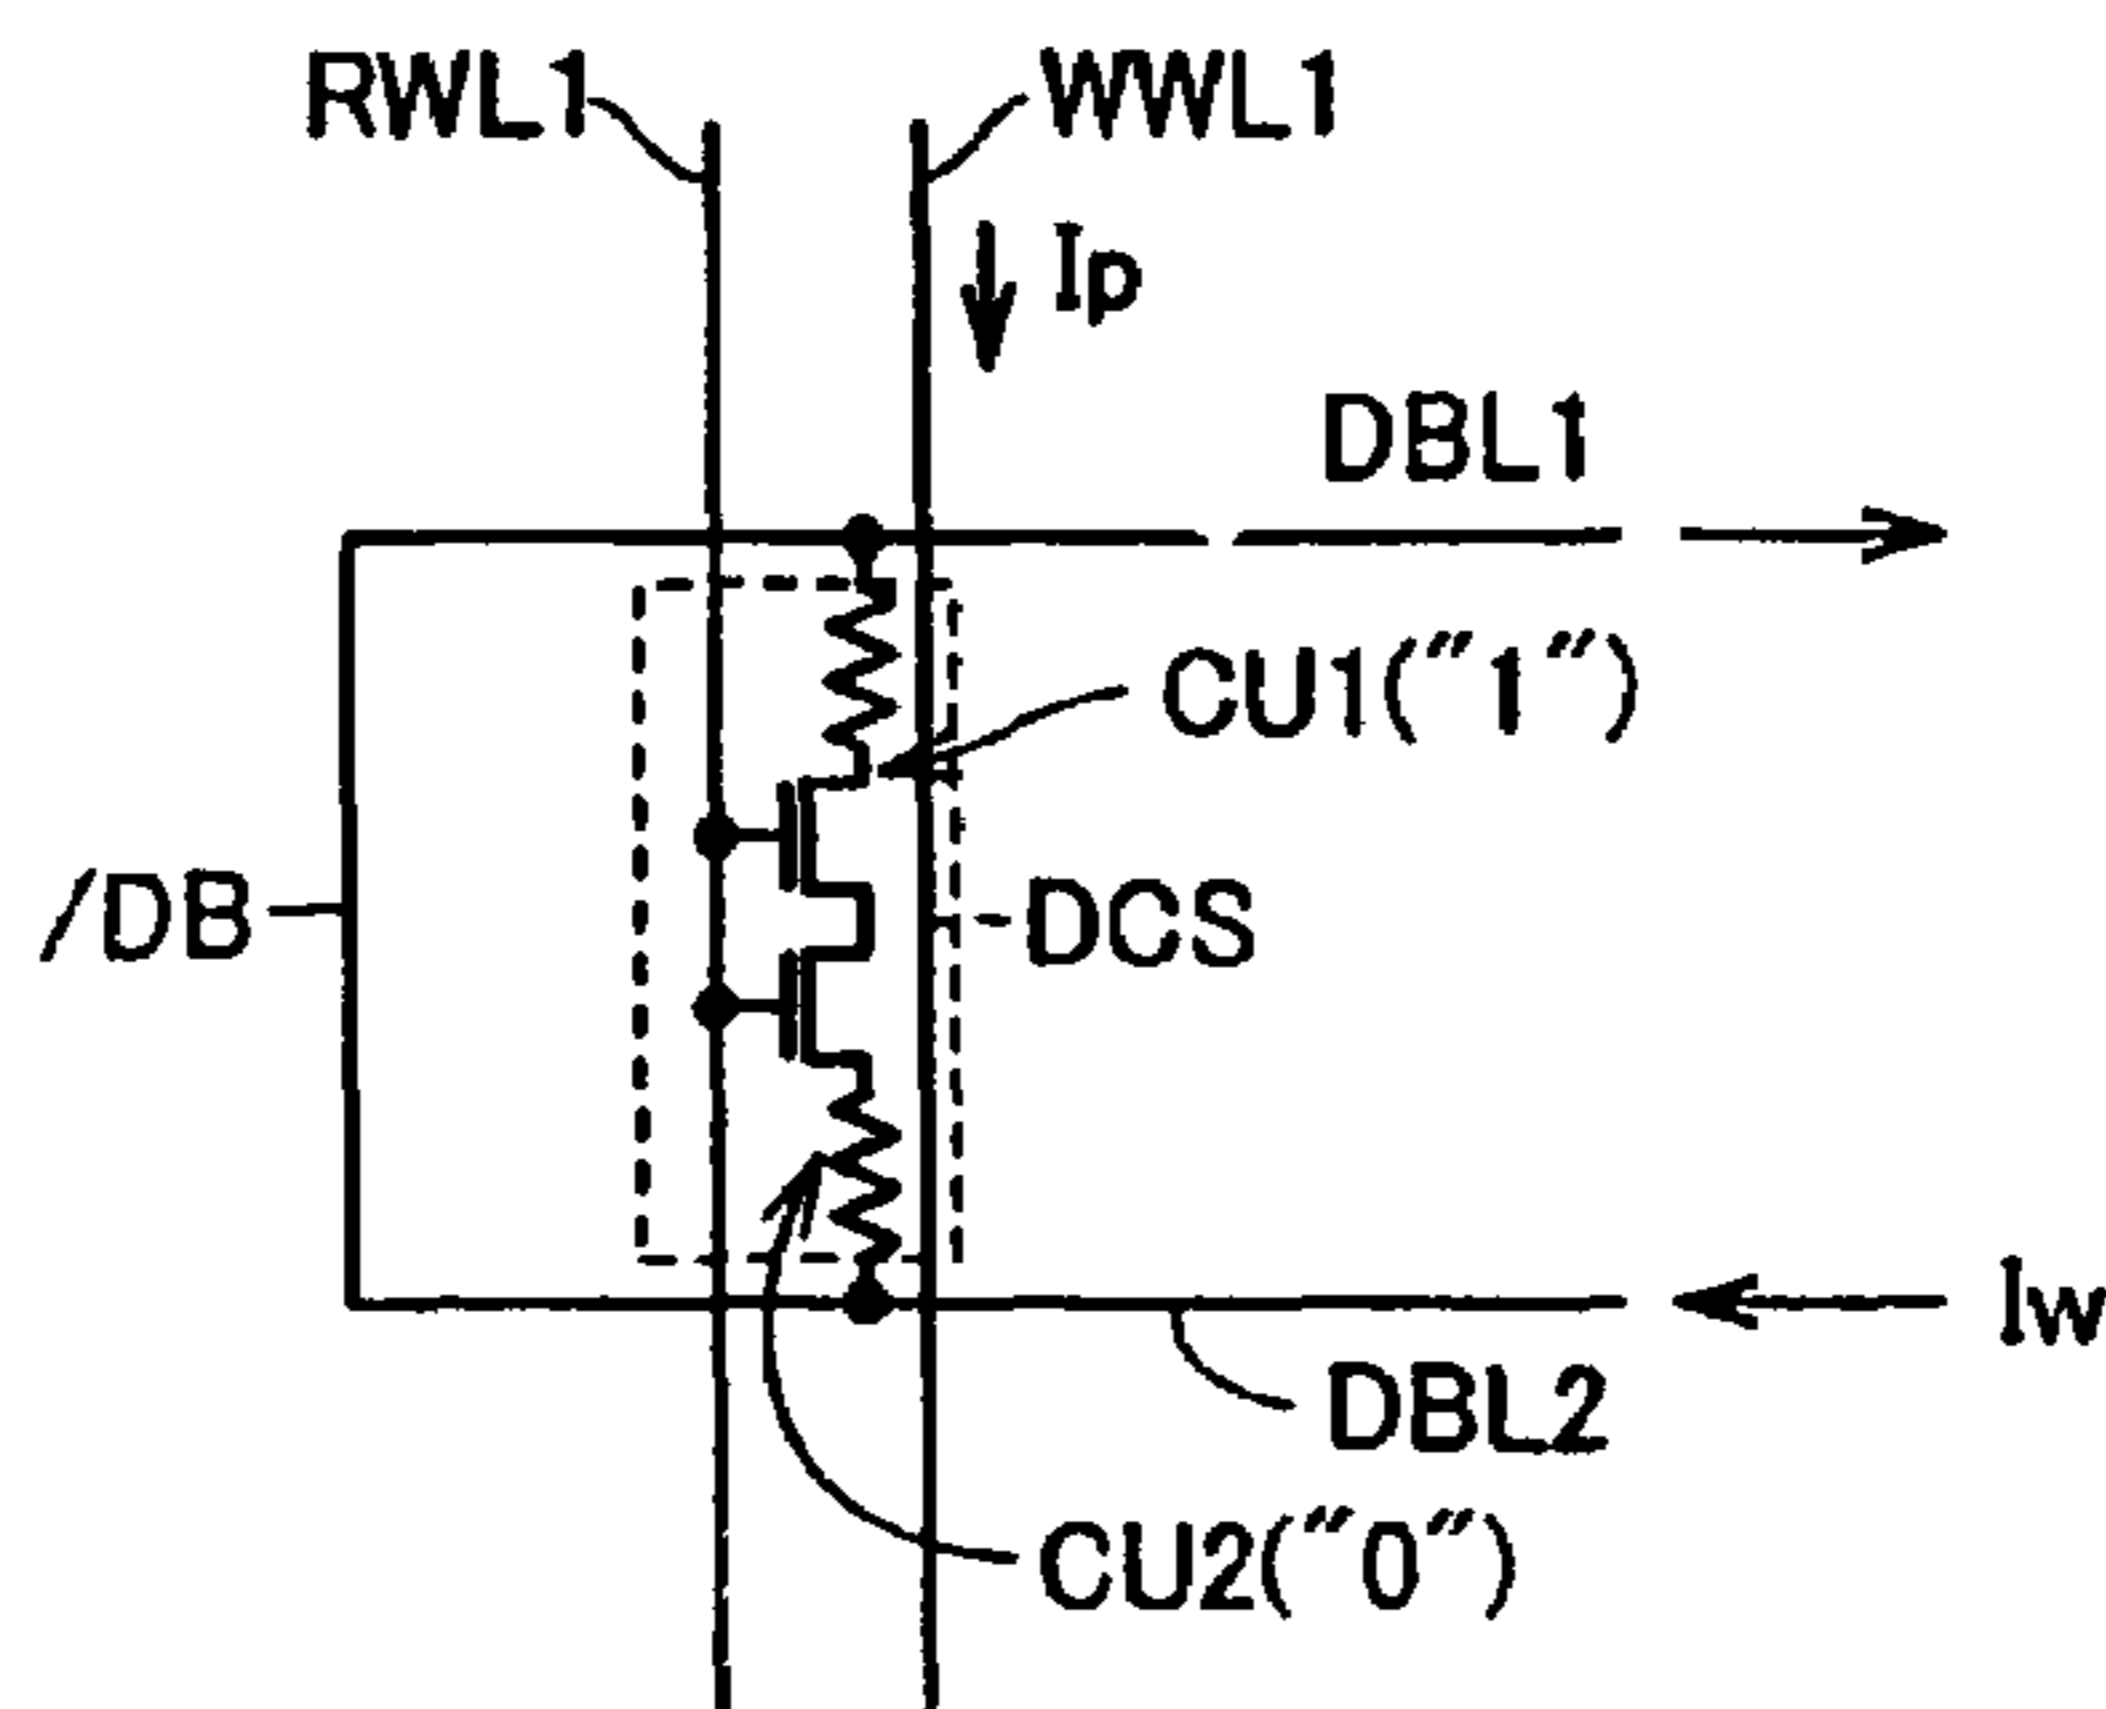 RWL1
WWL1
Ip
DBL1
CU1("1")
/DB
DCS
Iw
DBL2
CU2("0")